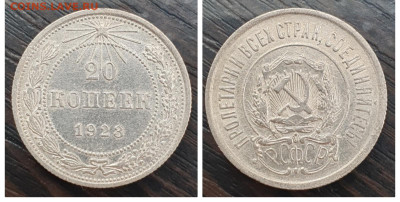 20
КОПЕЕК
1923
ПРОЛЕТАРИИ ВСЕХ СТРАН, СОЕДИНЯЙТЕСЬ!
РСФСР